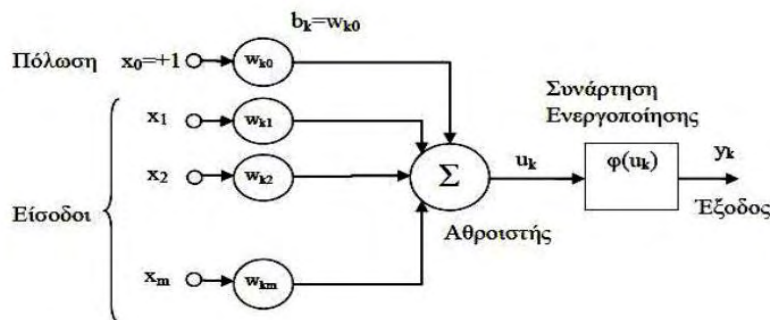 b_k=w_k0
Πόλωση x_0=+1 w_k0
Συνάρτηση
Ενεργοποίησης
x_1 w_k1
x_2 w_k2
Σ
u_k
φ(u_k)
y_k
Είσοδοι
Έξοδος
Αθροιστής
x_m w_km